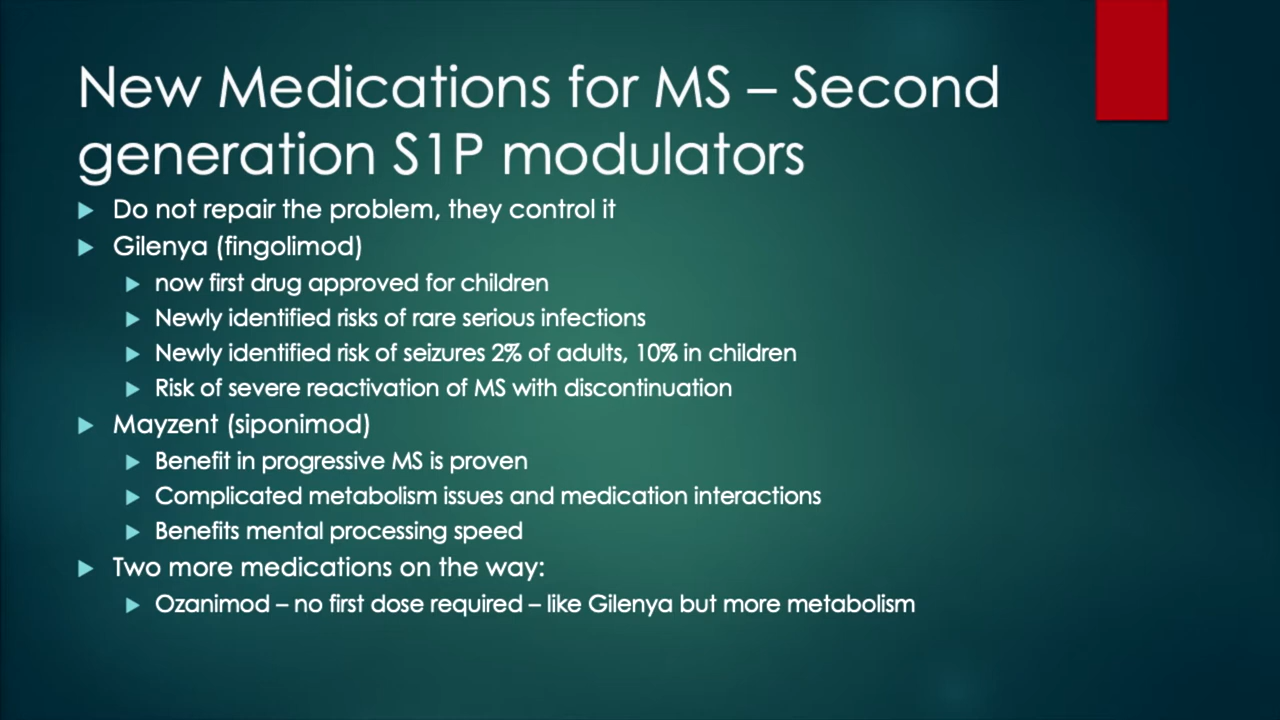 New Medications for MS – Second
generation S1P modulators
Do not repair the problem, they control it
Gilenya (fingolimod)
now first drug approved for children
Newly identified risks of rare serious infections
Newly identified risk of seizures 2% of adults, 10% in children
Risk of severe reactivation of MS with discontinuation
Mayzent (siponimod)
Benefit in progressive MS is proven
Complicated metabolism issues and medication interactions
Benefits mental processing speed
Two more medications on the way:
Ozanimod – no first dose required – like Gilenya but more metabolism